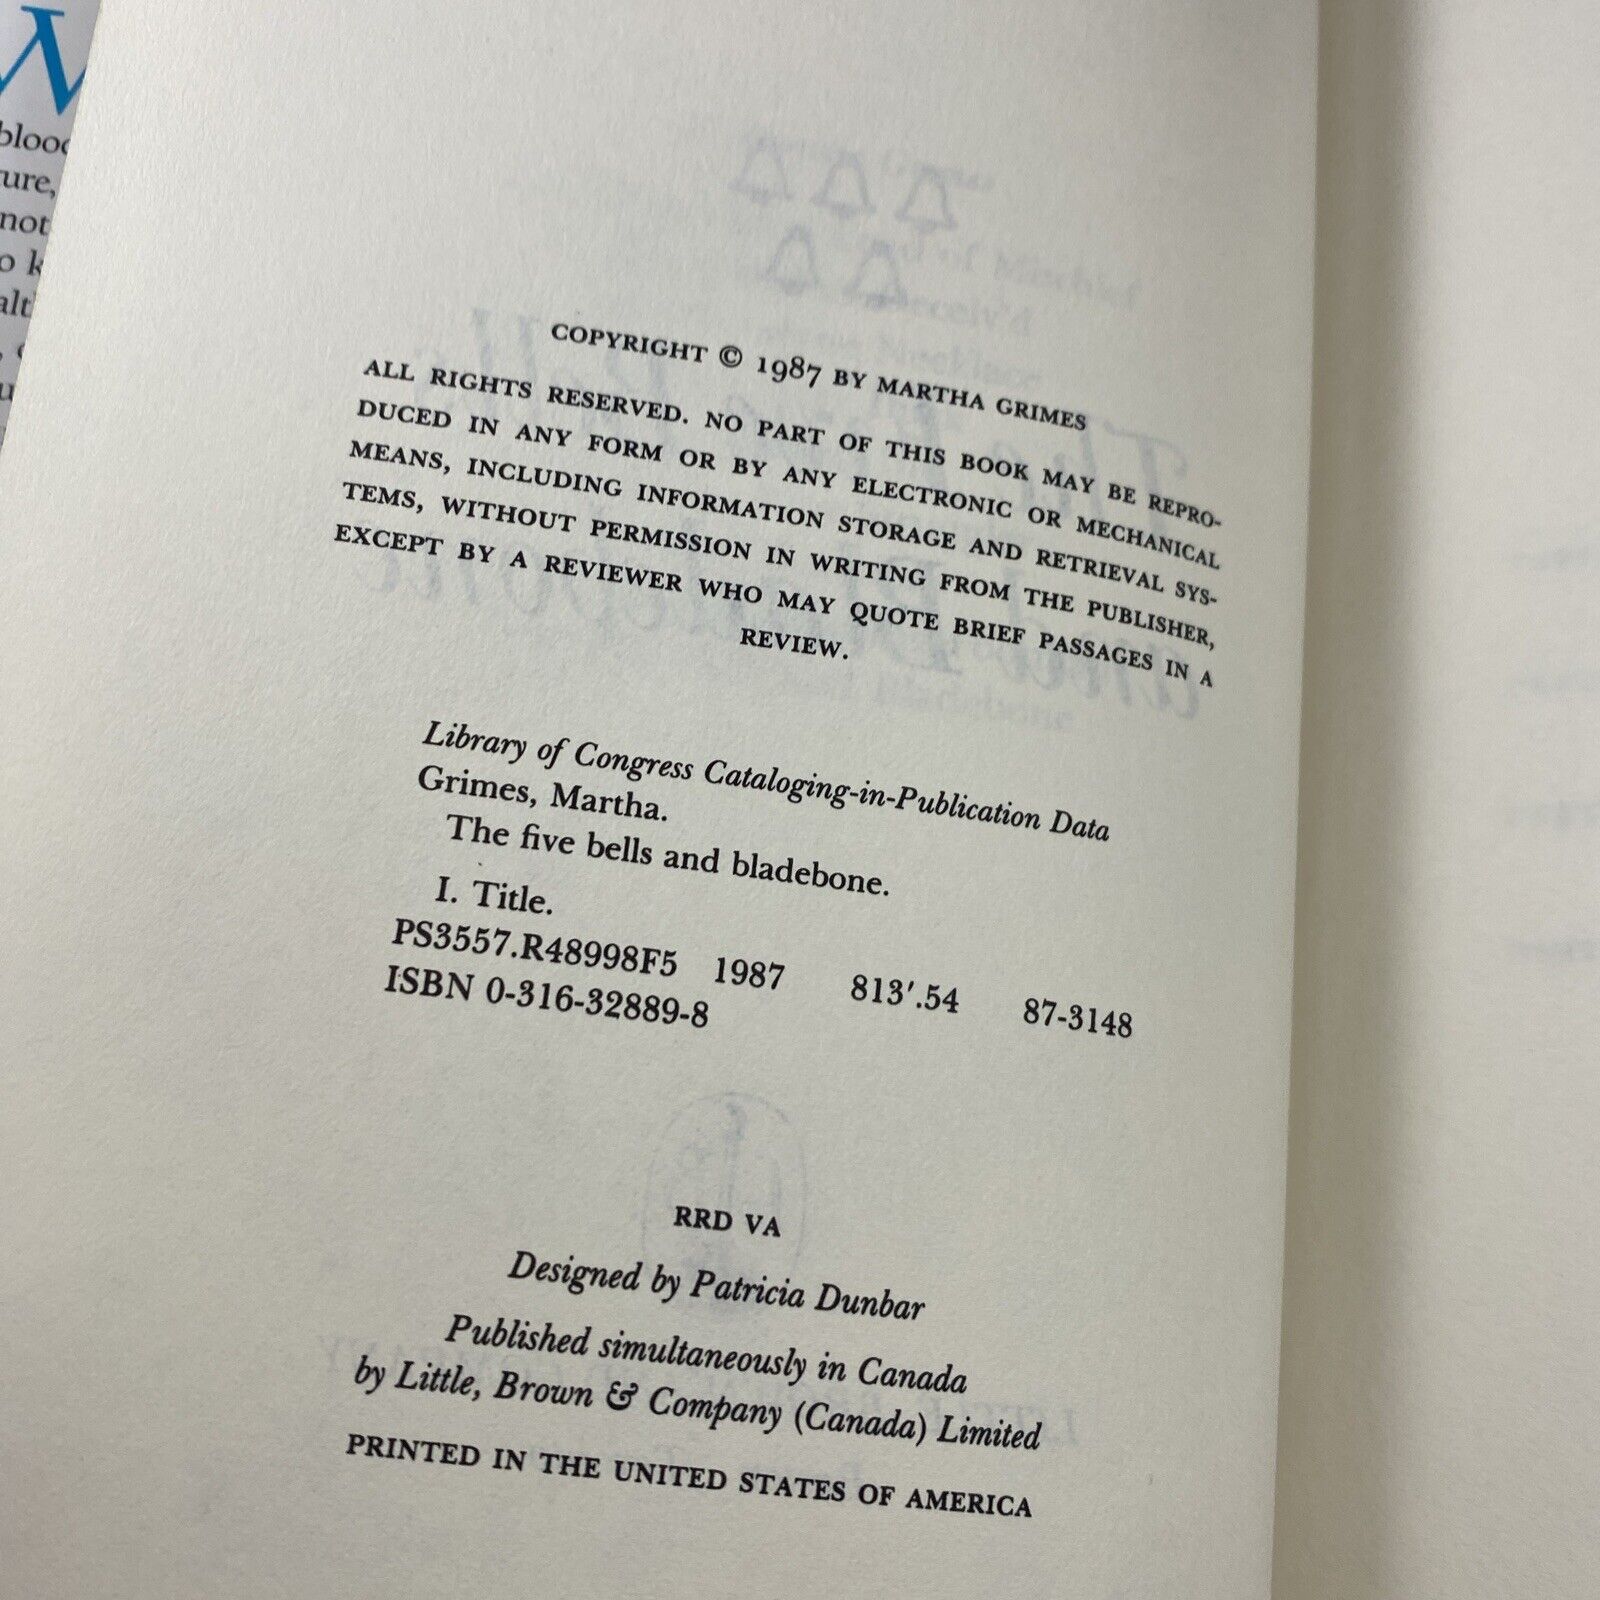 W
blood
ture,
not
COPYRIGHT © 1987 BY MARTHA GRIMES
ALL RIGHTS RESERVED. NO PART OF THIS BOOK MAY BE REPRO-
DUCED IN ANY FORM OR BY ANY ELECTRONIC OR MECHANICAL
MEANS, INCLUDING INFORMATION STORAGE AND RETRIEVAL SYS-
TEMS, WITHOUT PERMISSION IN WRITING FROM THE PUBLISHER,
EXCEPT BY A REVIEWER WHO MAY QUOTE BRIEF PASSAGES IN A
REVIEW.
Library of Congress Cataloging-in-Publication Data
Grimes, Martha.
The five bells and bladebone.
I. Title.
PS3557.R48998F5 1987 813'.54 87-3148
ISBN 0-316-32889-8
RRD VA
Designed by Patricia Dunbar
Published simultaneously in Canada
by Little, Brown & Company (Canada) Limited
PRINTED IN THE UNITED STATES OF AMERICA